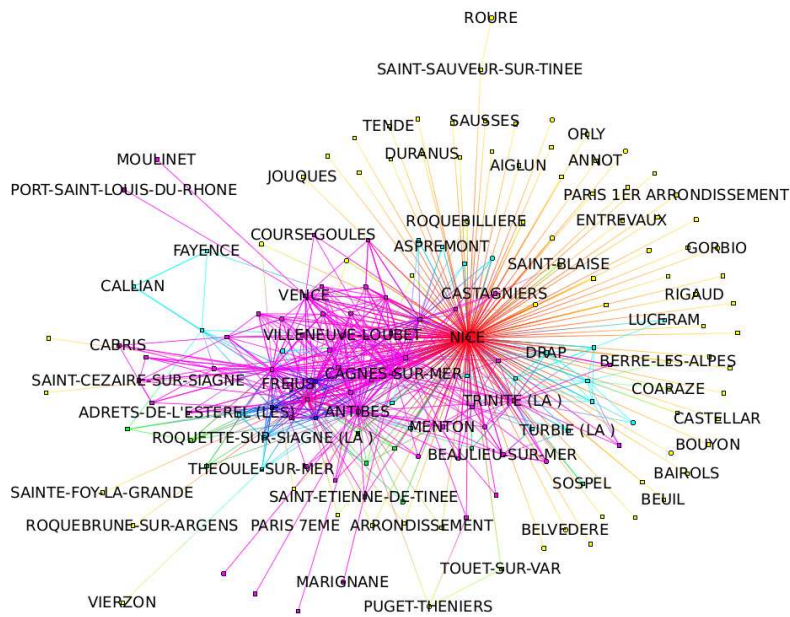 ROURE
SAINT-SAUVEUR-SUR-TINEE
SAUSSES
TENDE
ORLY
DURANUS
AIGLUN
ANNOT
MOULINET
JOUQUES
PORT-SAINT-LOUIS-DU-RHONE
PARIS 1ER ARRONDISSEMENT
ROQUEBILLIERE
ENTREVAUX
COURSEGOULES
ASPREMONT
FAYENCE
GORBIO
SAINT-BLAISE
CALLIAN
VENCE
CASTAGNIERS
RIGAUD
LUCERAM
VILLENEUVE-LOUBET
NICE
CABRIS
DRAP
BERRE-LES-ALPES
SAINT-CEZAIRE-SUR-SIAGNE
FREJUS
CAGNES-SUR-MER
COARAZE
TRINITE (LA )
ADRETS-DE-L'ESTEREL (LES)
ANTIBES
CASTELLAR
MENTON
TURBIE (LA )
ROQUETTE-SUR-SIAGNE (LA )
BOUYON
BEAULIEU-SUR-MER
THEOULE-SUR-MER
BAIROLS
SOSPEL
SAINTE-FOY-LA-GRANDE
SAINT-ETIENNE-DE-TINEE
BEUIL
ROQUEBRUNE-SUR-ARGENS
PARIS 7EME ARRONDISSEMENT
BELVEDERE
TOUET-SUR-VAR
MARIGNANE
VIERZON
PUGET-THENIERS